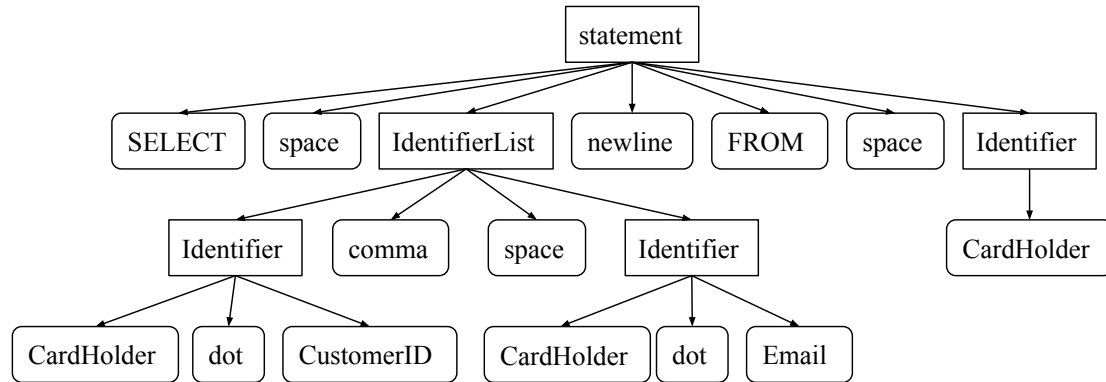 statement
SELECT space IdentifierList newline FROM space Identifier
Identifier comma space Identifier CardHolder
CardHolder dot CustomerID CardHolder dot Email